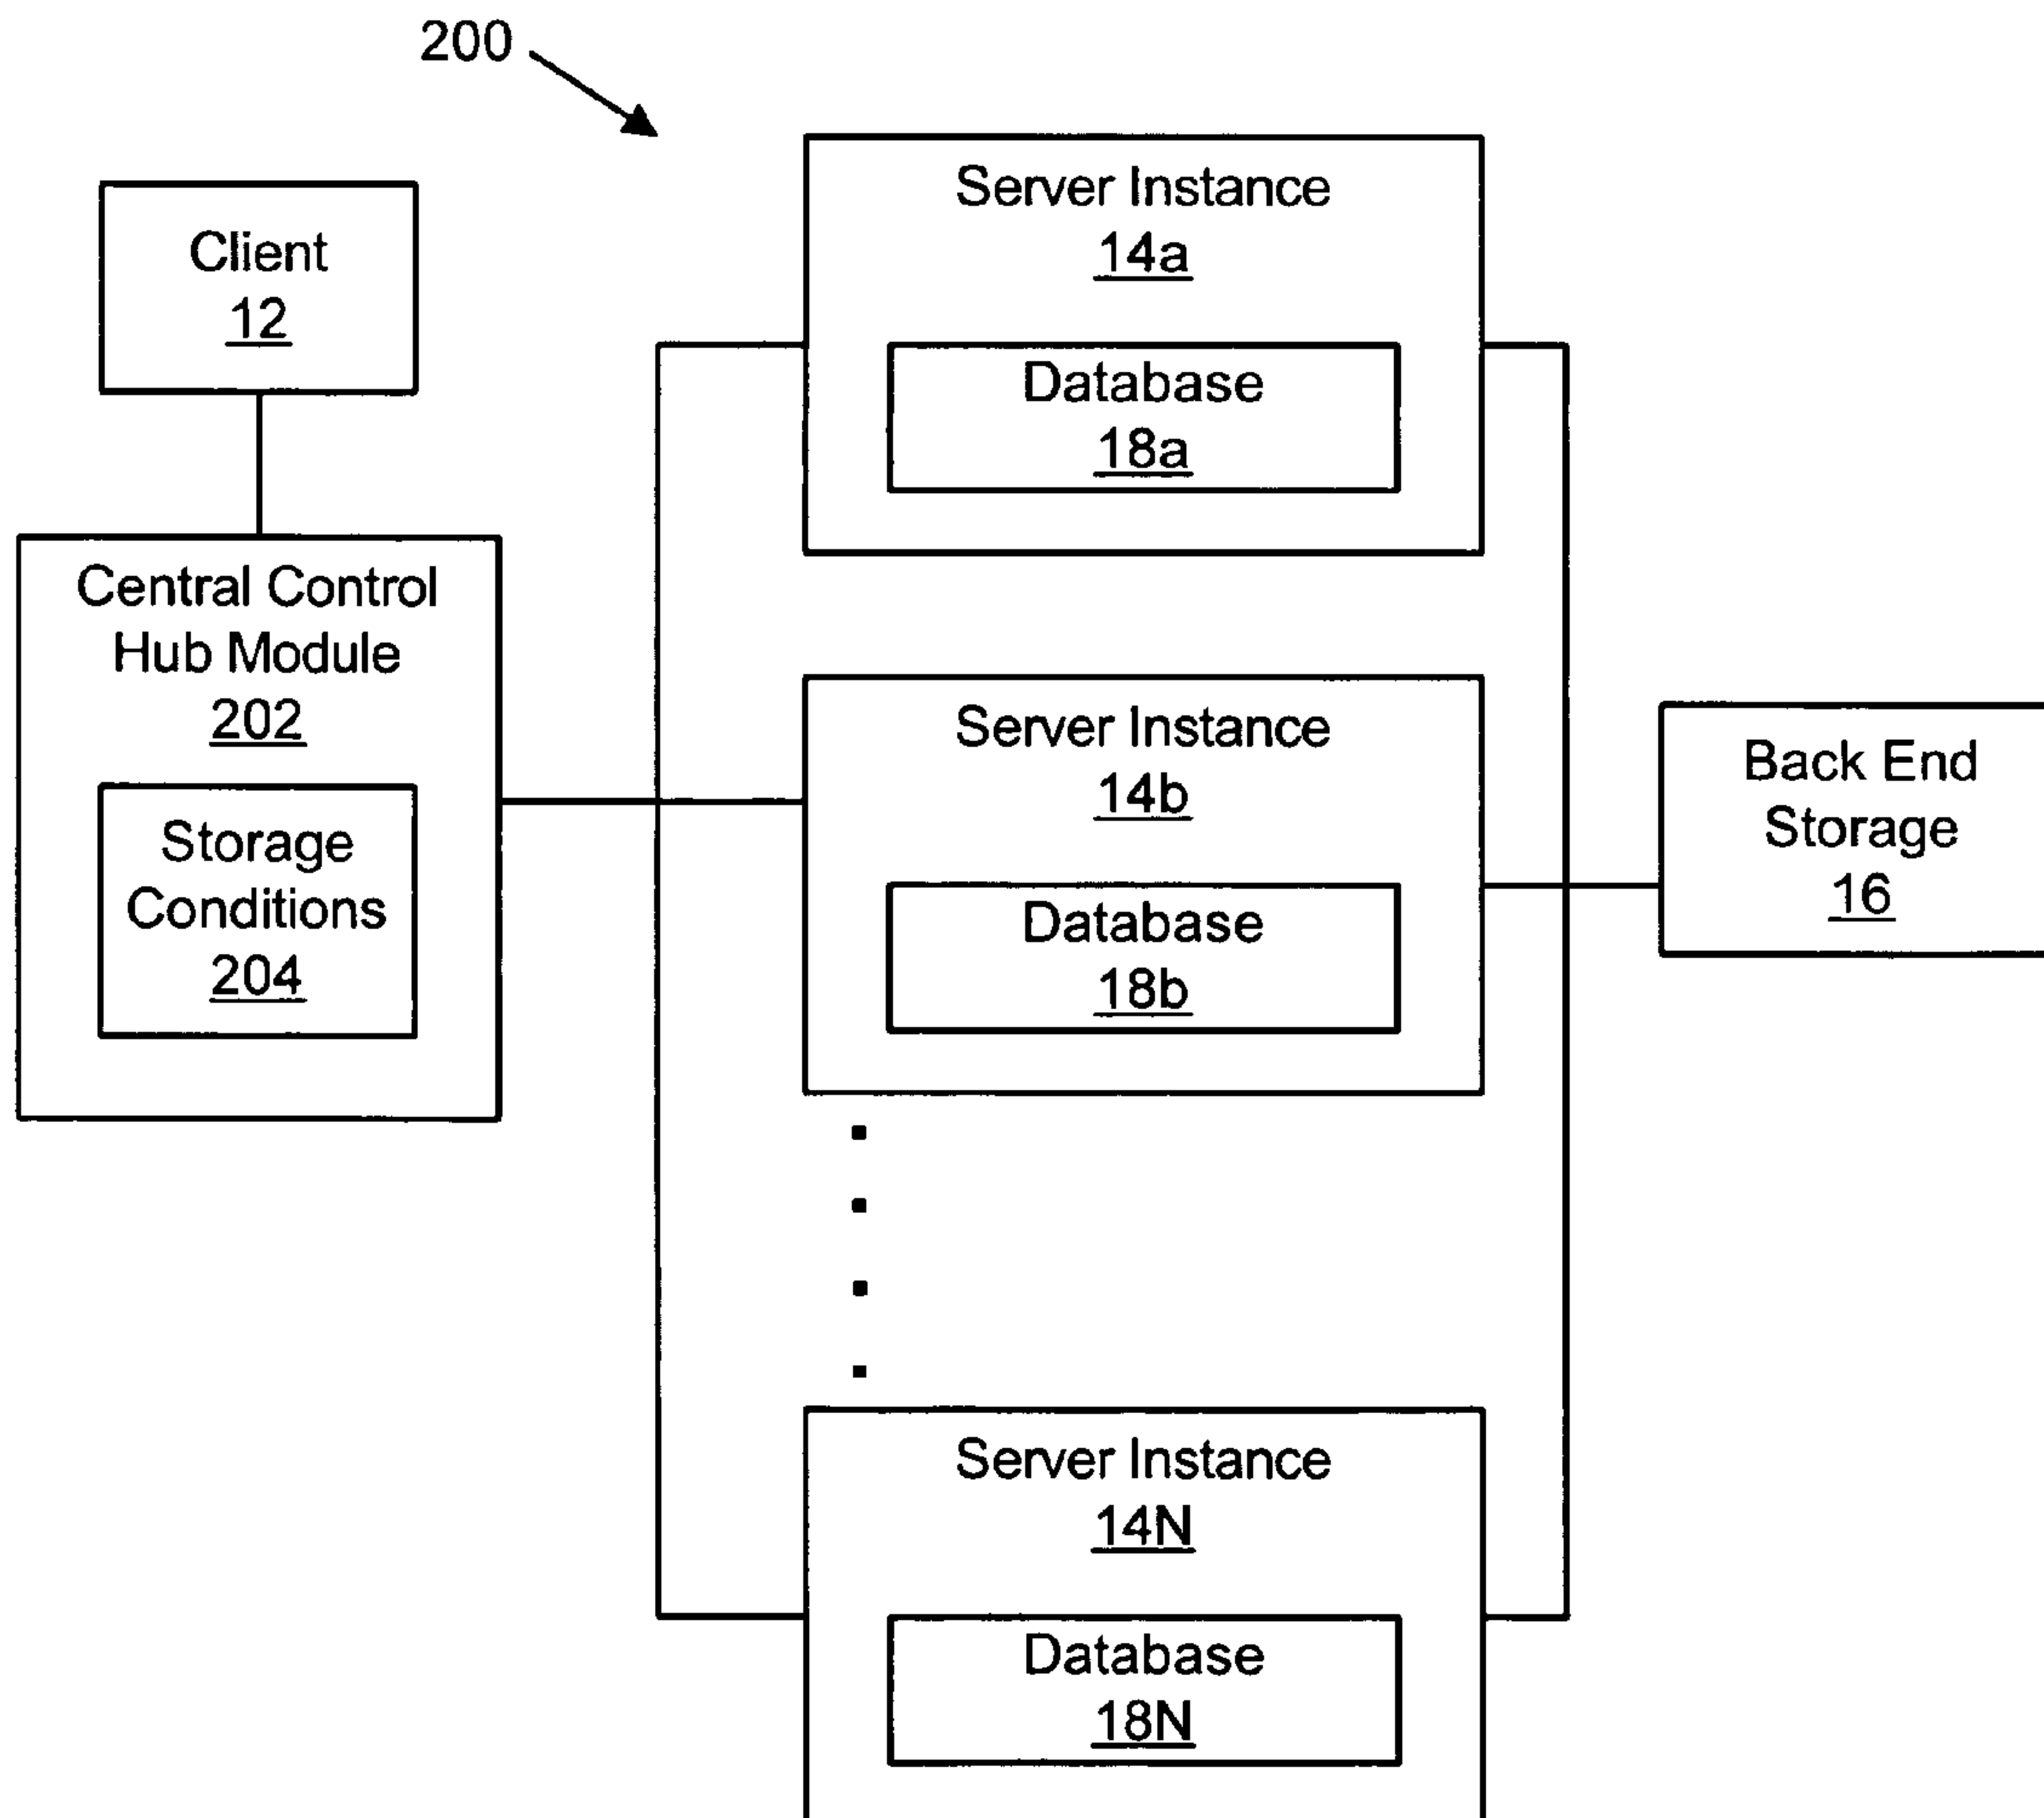 200
Client
12
Central Control
Hub Module
202
Storage
Conditions
204
Server Instance
14a
Database
18a
Server Instance
14b
Database
18b
Server Instance
14N
Database
18N
Back End
Storage
16